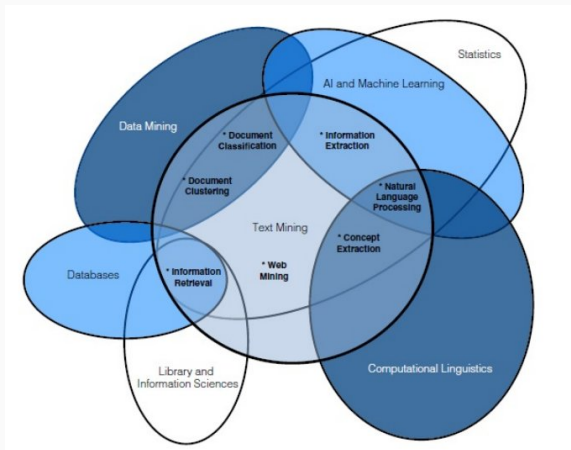 Statistics
AI and Machine Learning
Data Mining
* Document
Classification
* Information
Extraction
* Document
Clustering
* Natural
Language
Processing
Text Mining
* Concept
Extraction
Databases
* Information
Retrieval
* Web
Mining
Library and
Information Sciences
Computational Linguistics